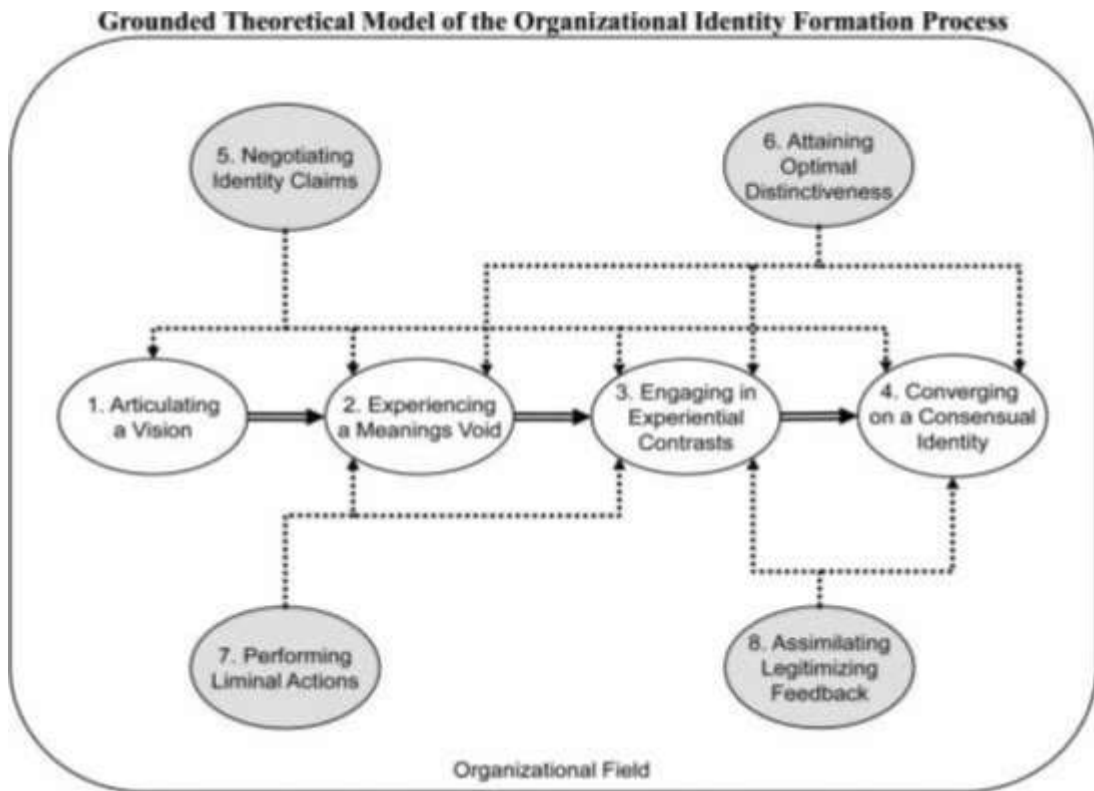 Grounded Theoretical Model of the Organizational Identity Formation Process
5. Negotiating
Identity Claims
6. Attaining
Optimal
Distinctiveness
1. Articulating
a Vision
2. Experiencing
a Meanings Void
3. Engaging in
Experiential
Contrasts
4. Converging
on a Consensual
Identity
7. Performing
Liminal Actions
8. Assimilating
Legitimizing
Feedback
Organizational Field